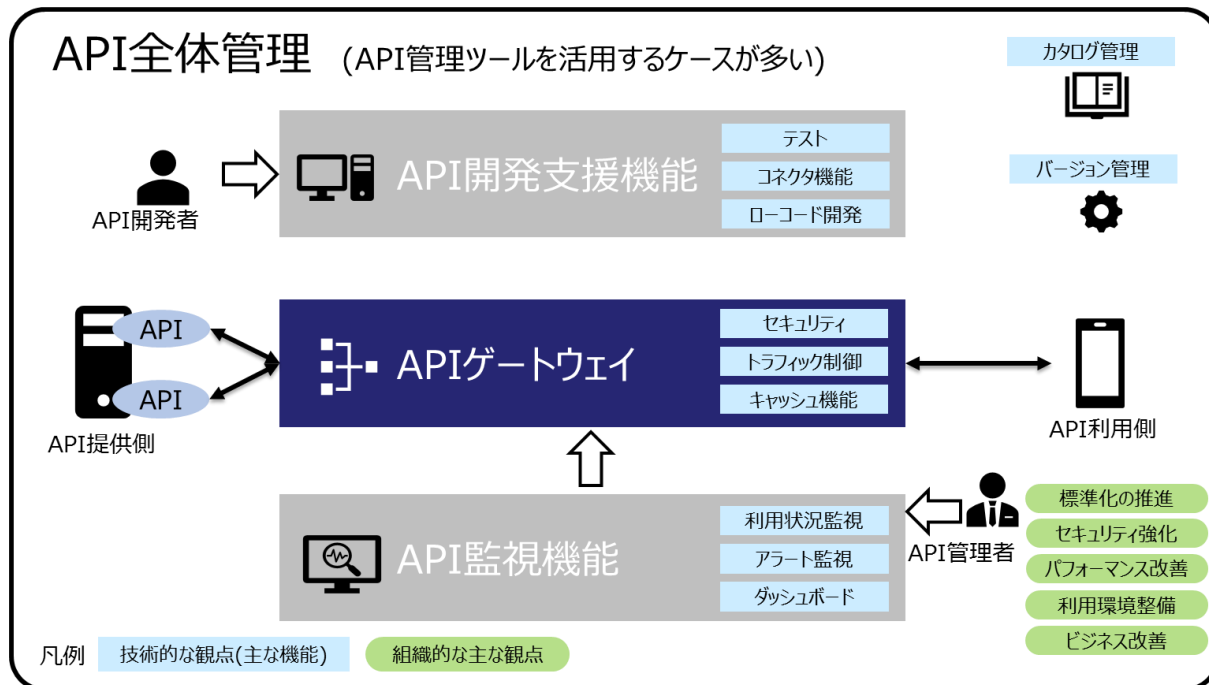 API全体管理 (API管理ツールを活用するケースが多い)
カタログ管理
バージョン管理
API開発者
API開発支援機能
テスト
コネクタ機能
ローコード開発
API
API
API提供側
APIゲートウェイ
セキュリティ
トラフィック制御
キャッシュ機能
API利用側
API監視機能
利用状況監視
アラート監視
ダッシュボード
API管理者
標準化の推進
セキュリティ強化
パフォーマンス改善
利用環境整備
ビジネス改善
凡例 技術的な観点(主な機能) 組織的な主な観点